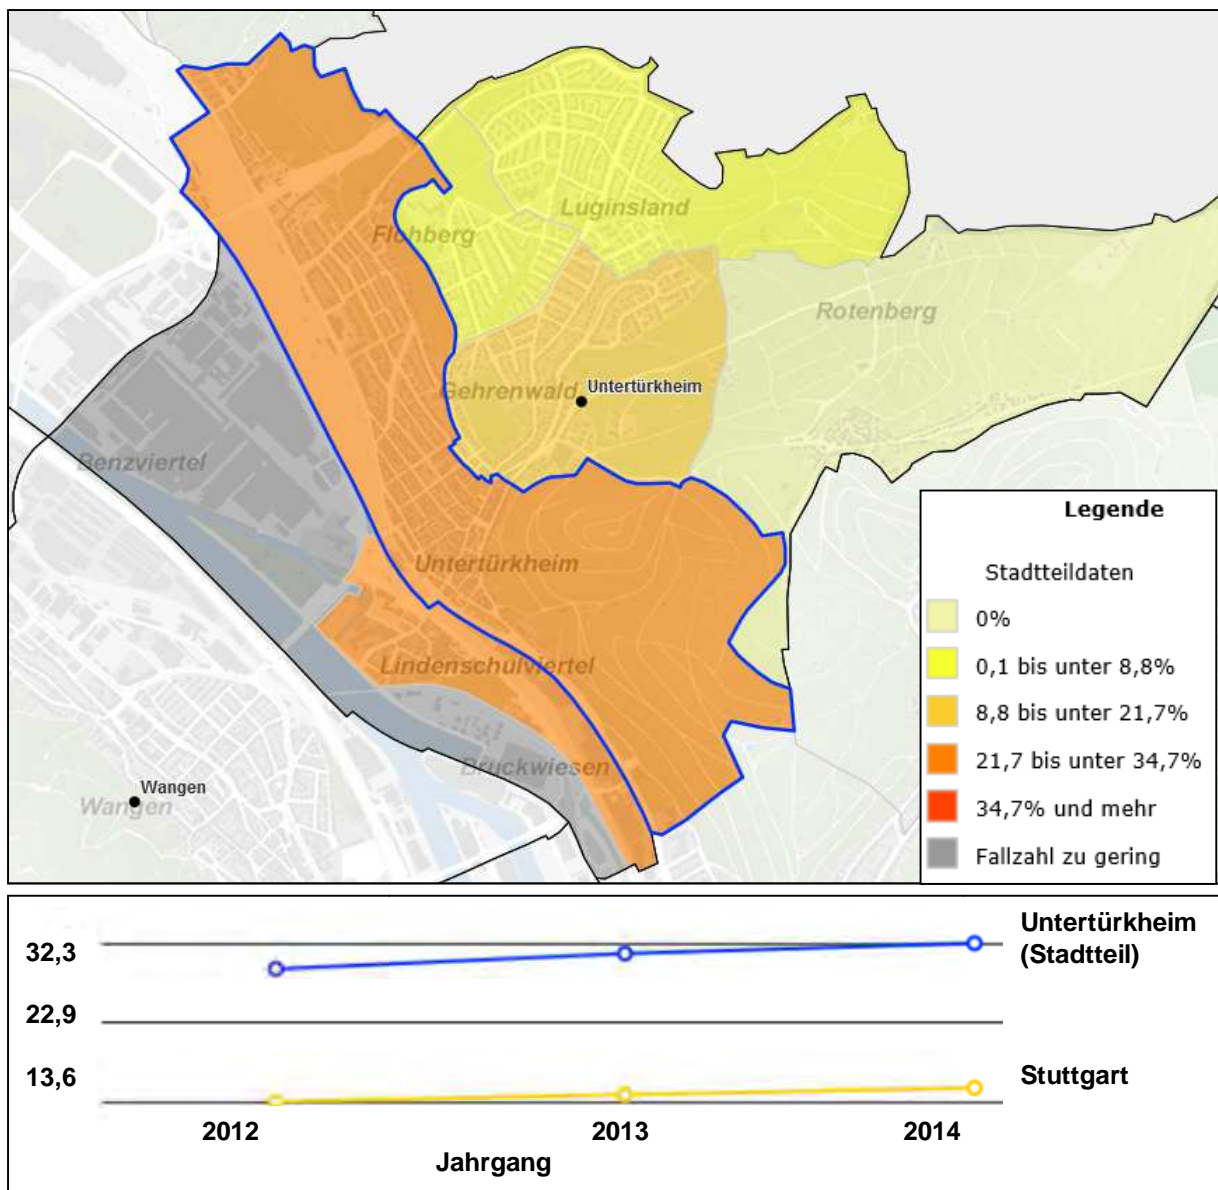 Luginsland
Flohberg
Rotenberg
Gehrenwald
Untertürkheim
Benzviertel
Untertürkheim
Lindenschulviertel
Bruckwiesen
Wangen
Wangen
Legende
Stadtteildaten
0%
0,1 bis unter 8,8%
8,8 bis unter 21,7%
21,7 bis unter 34,7%
34,7% und mehr
Fallzahl zu gering
32,3
22,9
13,6
Untertürkheim
(Stadtteil)
Stuttgart
2012 2013 2014
Jahrgang